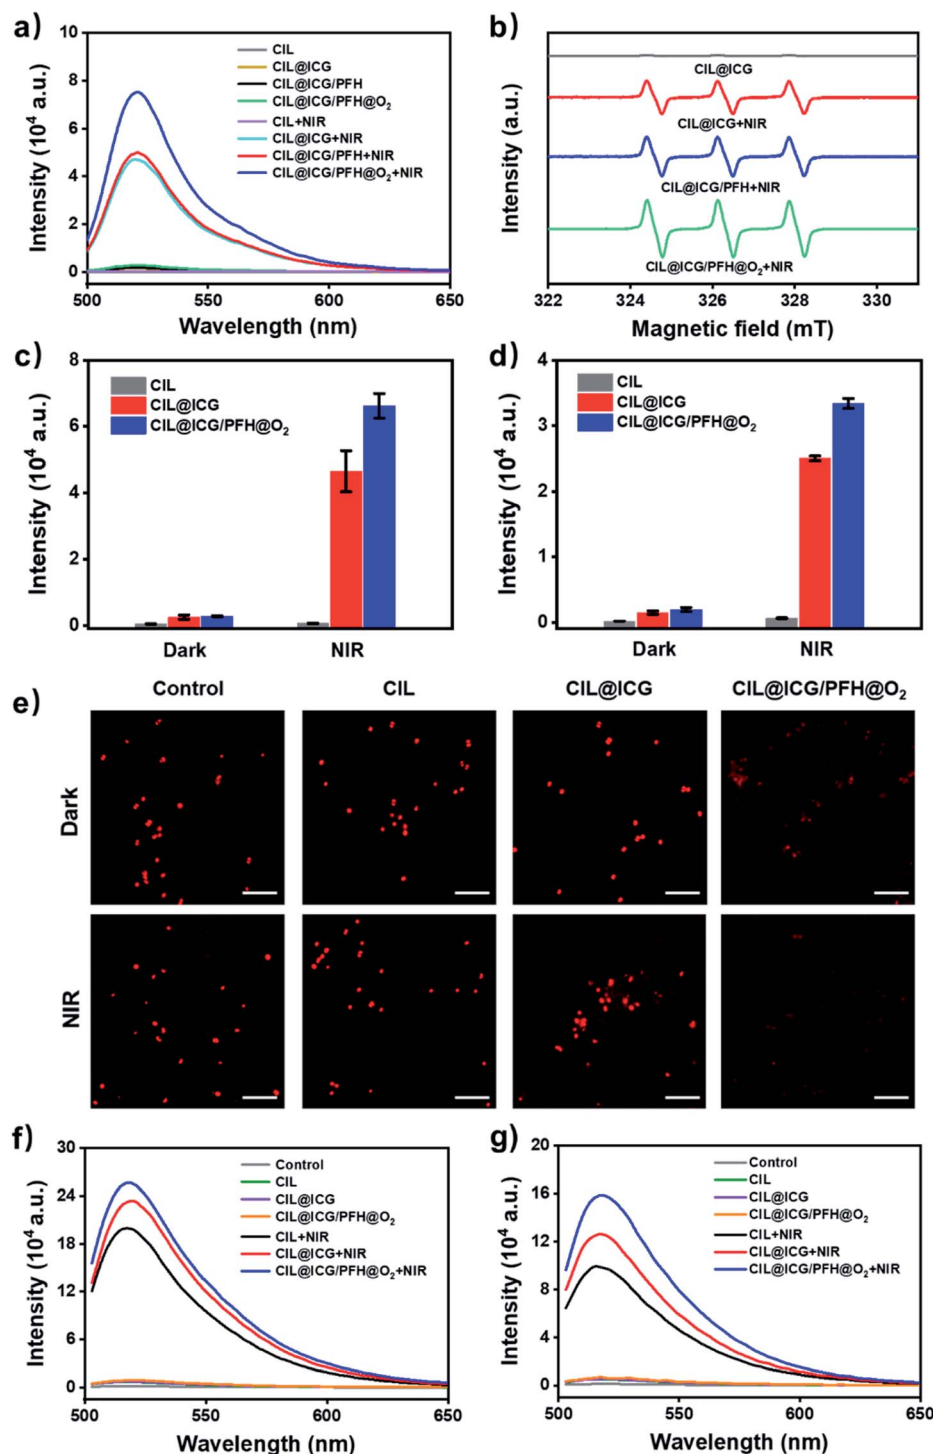 a)
10
8
6
4
2
0
Intensity (10⁴ a.u.)
CIL
CIL@ICG
CIL@ICG/PFH
CIL@ICG/PFH@O₂
CIL+NIR
CIL@ICG+NIR
CIL@ICG/PFH+NIR
CIL@ICG/PFH@O₂+NIR
500 550 600 650
Wavelength (nm)
b)
Intensity (a.u.)
CIL@ICG
CIL@ICG+NIR
CIL@ICG/PFH+NIR
CIL@ICG/PFH@O₂+NIR
322 324 326 328 330
Magnetic field (mT)
c)
8
6
4
2
0
Intensity (10⁴ a.u.)
CIL
CIL@ICG
CIL@ICG/PFH@O₂
Dark NIR
d)
4
3
2
1
0
Intensity (10⁴ a.u.)
CIL
CIL@ICG
CIL@ICG/PFH@O₂
Dark NIR
e)
Control CIL CIL@ICG CIL@ICG/PFH@O₂
Dark
NIR
f)
30
24
18
12
6
0
Intensity (10⁴ a.u.)
Control
CIL
CIL@ICG
CIL@ICG/PFH@O₂
CIL+NIR
CIL@ICG+NIR
CIL@ICG/PFH@O₂+NIR
500 550 600 650
Wavelength (nm)
g)
20
16
12
8
4
0
Intensity (10⁴ a.u.)
Control
CIL
CIL@ICG
CIL@ICG/PFH@O₂
CIL+NIR
CIL@ICG+NIR
CIL@ICG/PFH@O₂+NIR
500 550 600 650
Wavelength (nm)